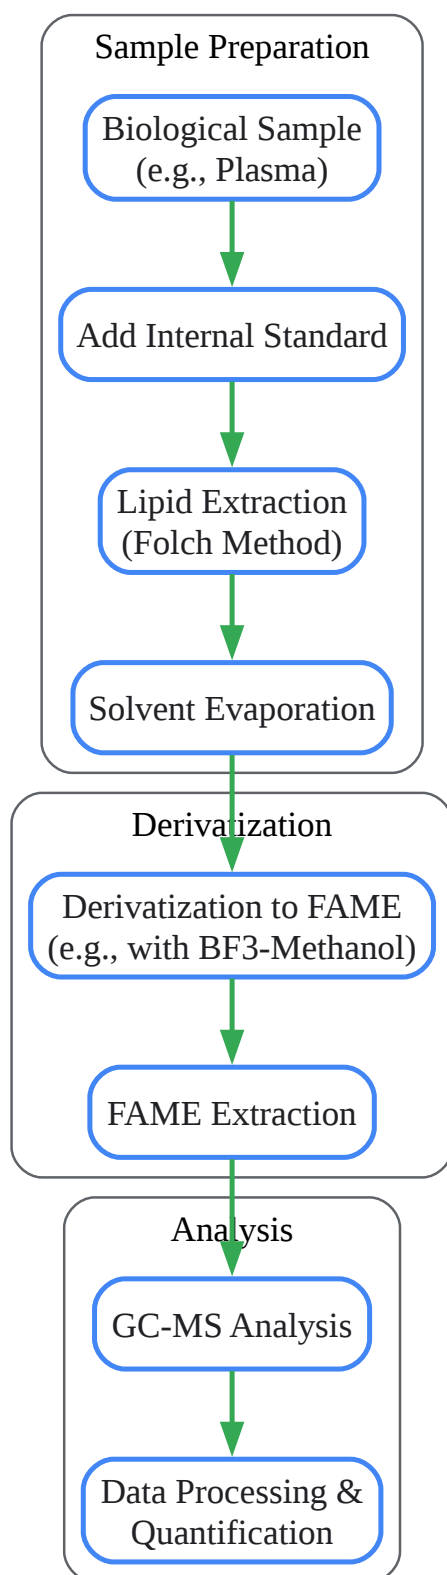 Sample Preparation
Biological Sample
(e.g., Plasma)
Add Internal Standard
Lipid Extraction
(Folch Method)
Solvent Evaporation
Derivatization
Derivatization to FAME
(e.g., with BF3-Methanol)
FAME Extraction
Analysis
GC-MS Analysis
Data Processing &
Quantification